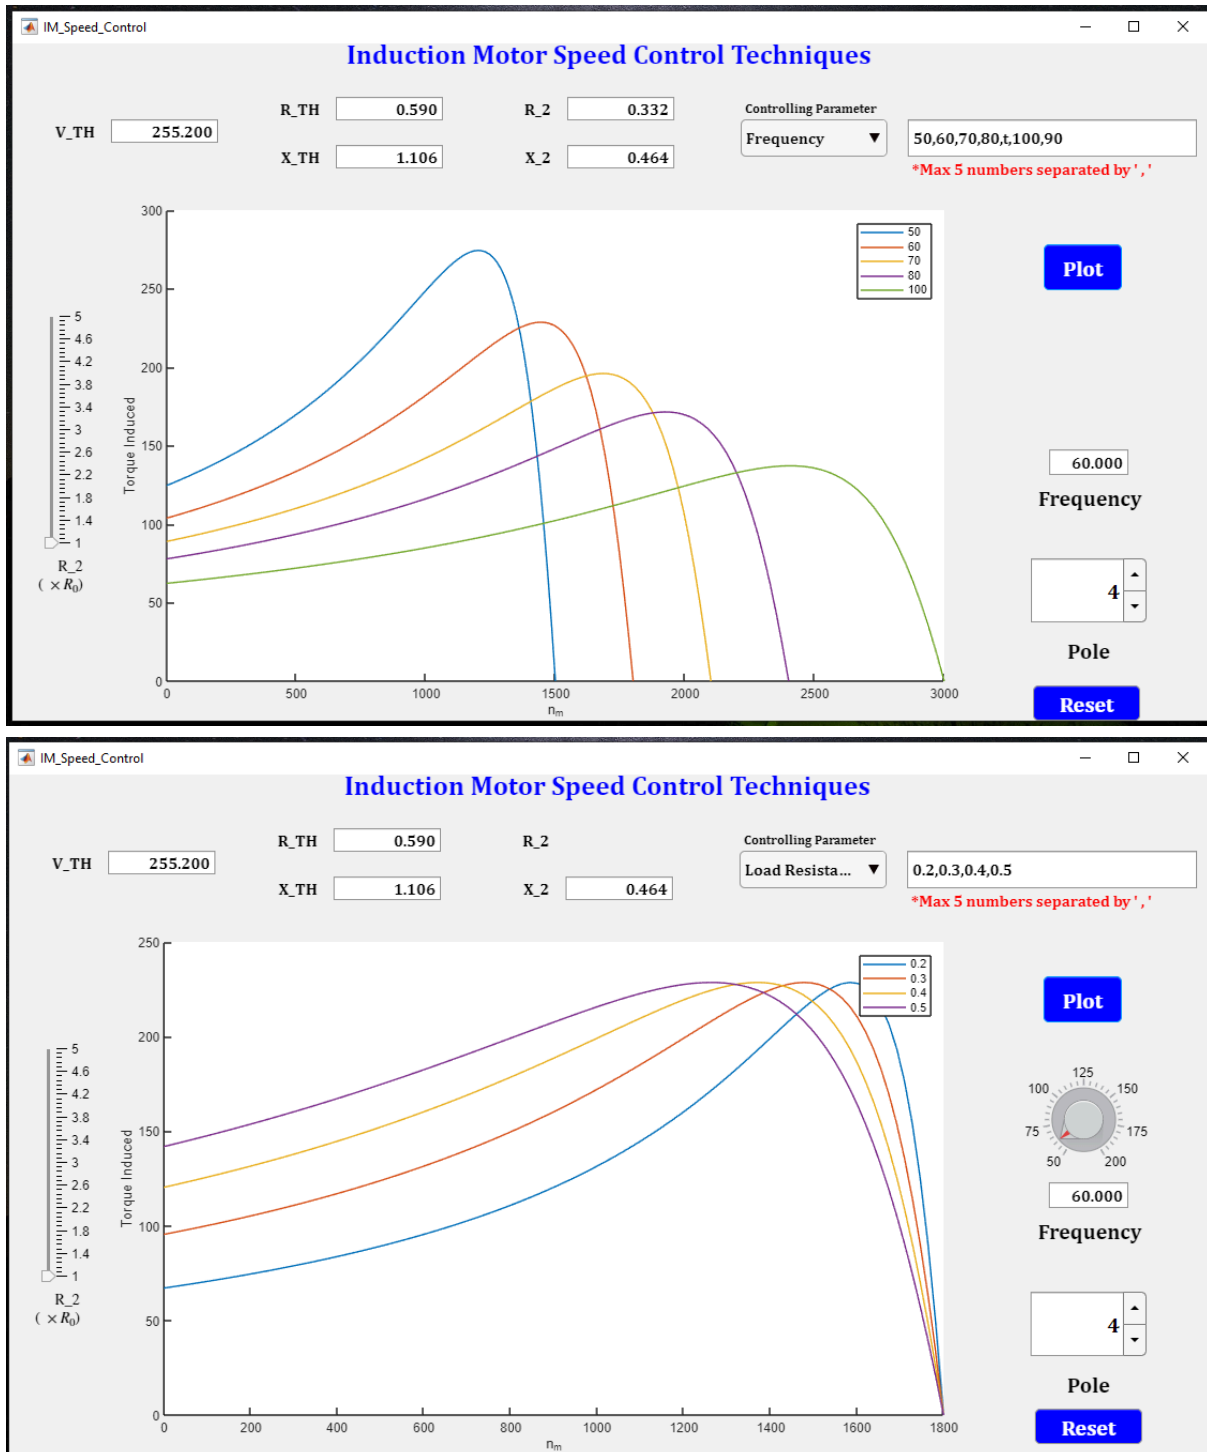 IM_Speed_Control
Induction Motor Speed Control Techniques
V_TH 255.200
R_TH 0.590
X_TH 1.106
R_2 0.332
X_2 0.464
Controlling Parameter
Frequency
50,60,70,80,t,100,90
*Max 5 numbers separated by ' , '
300
250
200
150
100
50
0
Torque Induced
0 500 1000 1500 2000 2500 3000
n_m
50
60
70
80
100
5
4.6
4.2
3.8
3.4
3
2.6
2.2
1.8
1.4
1
R_2
( ×R_0)
Plot
60.000
Frequency
4
Pole
Reset
IM_Speed_Control
Induction Motor Speed Control Techniques
V_TH 255.200
R_TH 0.590
X_TH 1.106
R_2
X_2 0.464
Controlling Parameter
Load Resista...
0.2,0.3,0.4,0.5
*Max 5 numbers separated by ' , '
250
200
150
100
50
0
Torque Induced
0 200 400 600 800 1000 1200 1400 1600 1800
n_m
0.2
0.3
0.4
0.5
5
4.6
4.2
3.8
3.4
3
2.6
2.2
1.8
1.4
1
R_2
( ×R_0)
Plot
50 75 100 125 150 175 200
60.000
Frequency
4
Pole
Reset